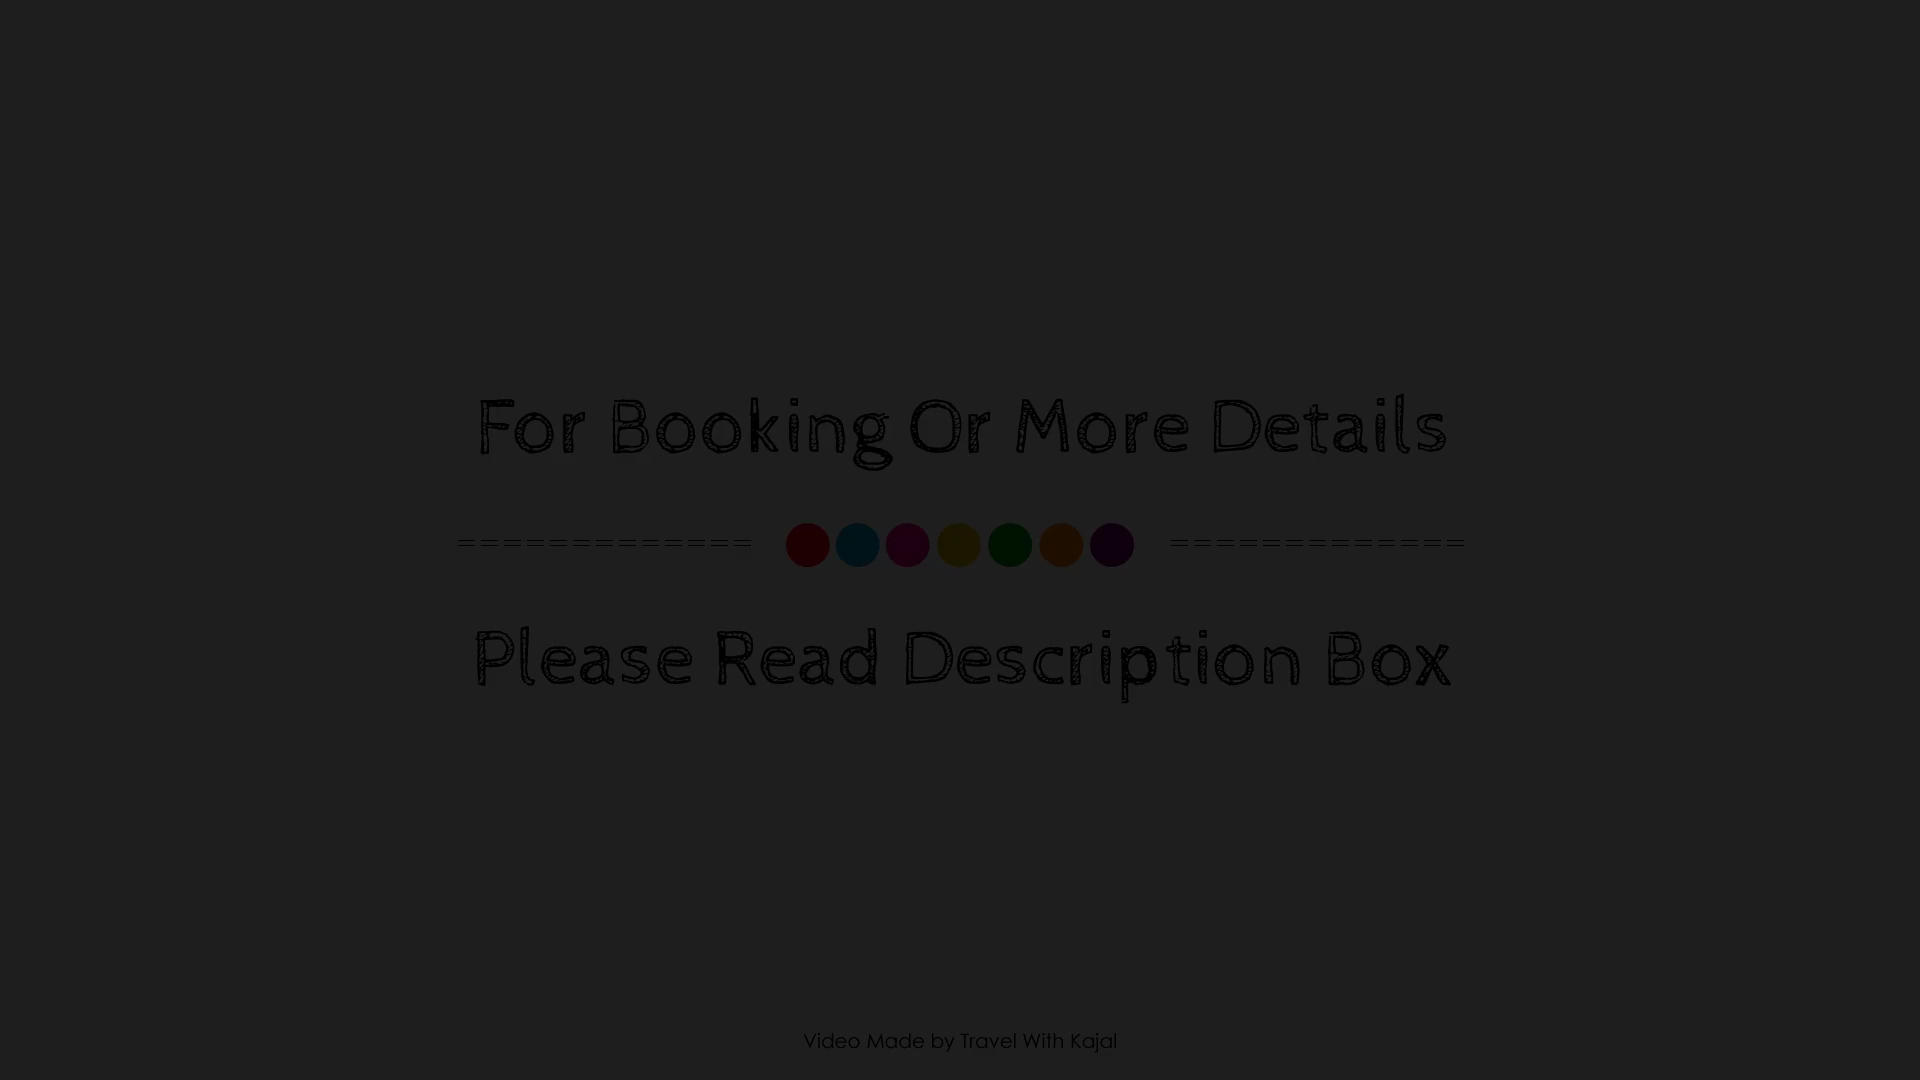 For Booking Or More Details
============= =============
Please Read Description Box
Video Made by Travel With Kajal